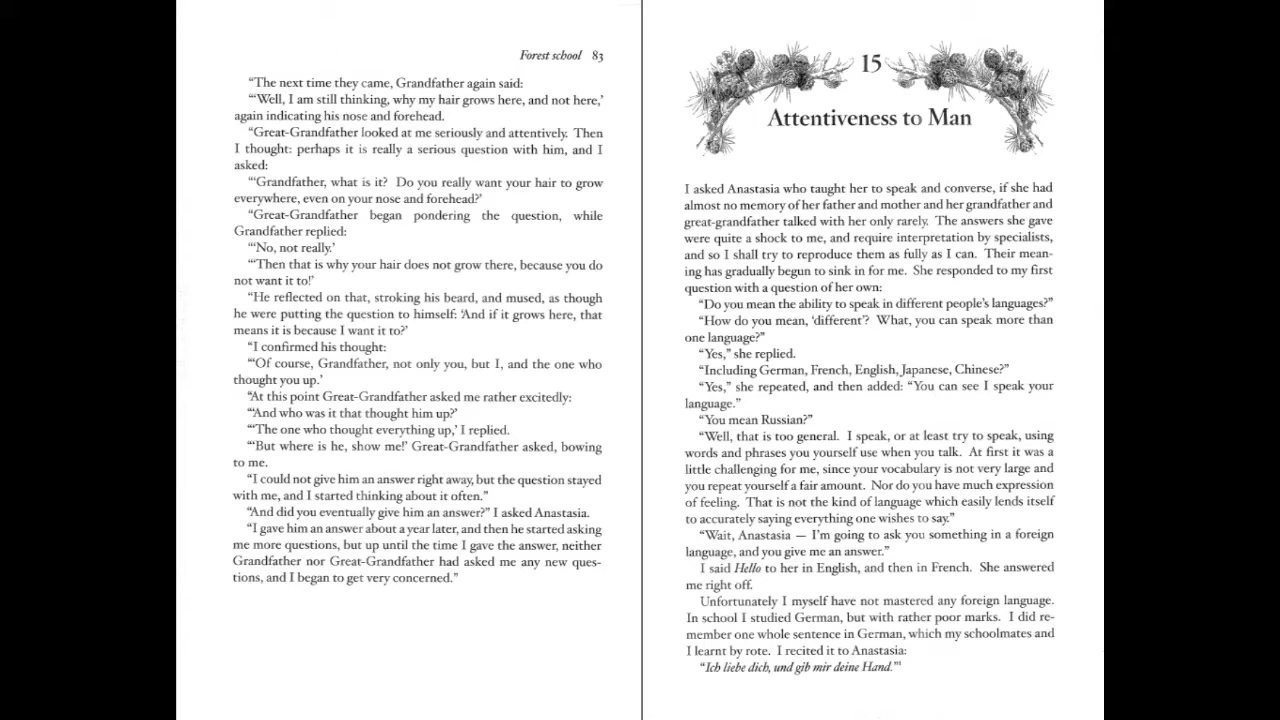 Forest school 83
“The next time they came, Grandfather again said:
“‘Well, I am still thinking, why my hair grows here, and not here,’
again indicating his nose and forehead.
“Great-Grandfather looked at me seriously and attentively. Then
I thought: perhaps it is really a serious question with him, and I
asked:
“‘Grandfather, what is it? Do you really want your hair to grow
everywhere, even on your nose and forehead?’
“Great-Grandfather began pondering the question, while
Grandfather replied:
“‘No, not really.’
“‘Then that is why your hair does not grow there, because you do
not want it to!’
“He reflected on that, stroking his beard, and mused, as though
he were putting the question to himself: ‘And if it grows here, that
means it is because I want it to?’
“I confirmed his thought:
“‘Of course, Grandfather, not only you, but I, and the one who
thought you up.’
“At this point Great-Grandfather asked me rather excitedly:
“‘And who was it that thought him up?’
“‘The one who thought everything up,’ I replied.
“‘But where is he, show me!’ Great-Grandfather asked, bowing
to me.
“I could not give him an answer right away, but the question stayed
with me, and I started thinking about it often.”
“And did you eventually give him an answer?” I asked Anastasia.
“I gave him an answer about a year later, and then he started asking
me more questions, but up until the time I gave the answer, neither
Grandfather nor Great-Grandfather had asked me any new ques-
tions, and I began to get very concerned.”
15
Attentiveness to Man
I asked Anastasia who taught her to speak and converse, if she had
almost no memory of her father and mother and her grandfather and
great-grandfather talked with her only rarely. The answers she gave
were quite a shock to me, and require interpretation by specialists,
and so I shall try to reproduce them as fully as I can. Their mean-
ing has gradually begun to sink in for me. She responded to my first
question with a question of her own:
“Do you mean the ability to speak in different people’s languages?”
“How do you mean, ‘different’? What, you can speak more than
one language?”
“Yes,” she replied.
“Including German, French, English, Japanese, Chinese?”
“Yes,” she repeated, and then added: “You can see I speak your
language.”
“You mean Russian?”
“Well, that is too general. I speak, or at least try to speak, using
words and phrases you yourself use when you talk. At first it was a
little challenging for me, since your vocabulary is not very large and
you repeat yourself a fair amount. Nor do you have much expression
of feeling. That is not the kind of language which easily lends itself
to accurately saying everything one wishes to say.”
“Wait, Anastasia — I’m going to ask you something in a foreign
language, and you give me an answer.”
I said Hello to her in English, and then in French. She answered
me right off.
Unfortunately I myself have not mastered any foreign language.
In school I studied German, but with rather poor marks. I did re-
member one whole sentence in German, which my schoolmates and
I learnt by rote. I recited it to Anastasia:
“Ich liebe dich, und gib mir deine Hand.”¹